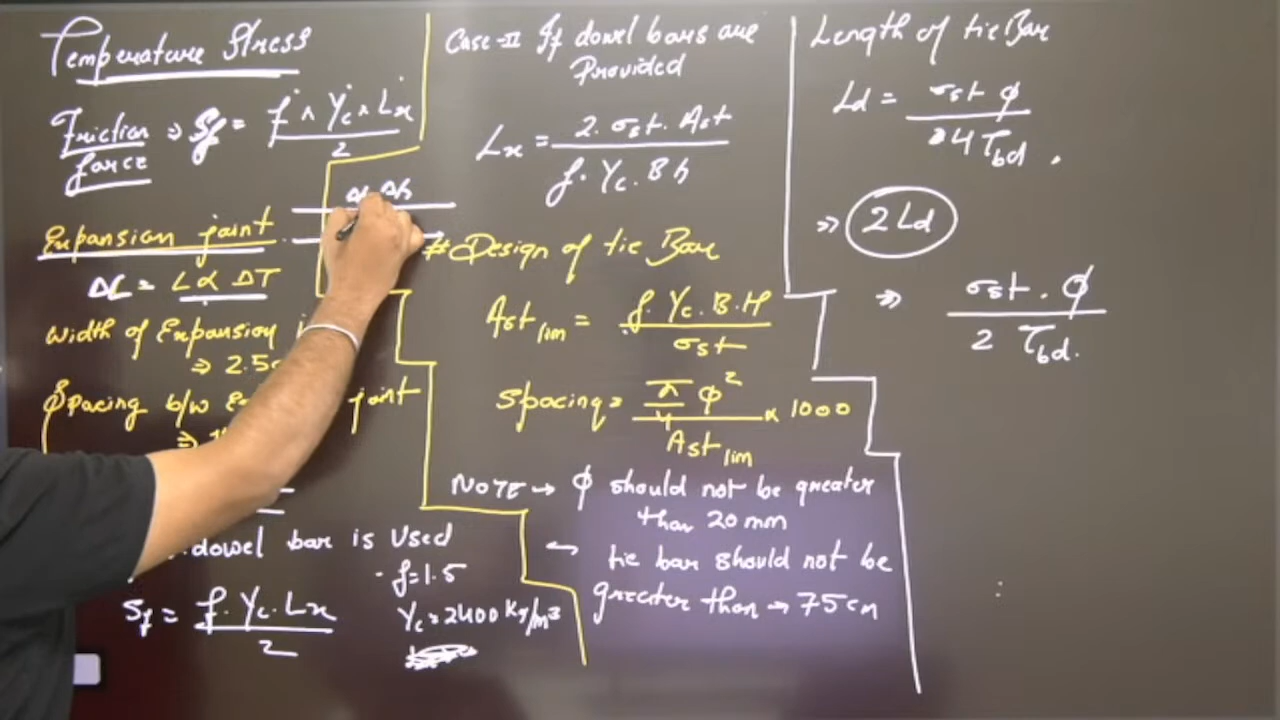 Temperature Stress
Friction force ⇒ Sf = f × Yc × Lx / 2
Expansion joint
ΔL = L α ΔT
Width of Expansion
⇒ 2.5
Spacing b/w joint
⇒
dowel bar is Used
- f = 1.5
Sf = f. Yc. Lx / 2
Yc = 2400 Kg/m³
Case-II If dowel bars are
Provided
Lx = 2. σst. Ast / f. Yc. B h
# Design of tie Bar
Ast lim = f. Yc. B. H / σst
Spacing = π/4 φ² / Ast lim × 1000
NOTE → φ should not be greater
than 20 mm
tie bar should not be
greater than → 75 cm
Length of tie Bar
Ld = σst φ / 4 τbd.
⇒ 2Ld
⇒ σst. φ / 2 τbd.